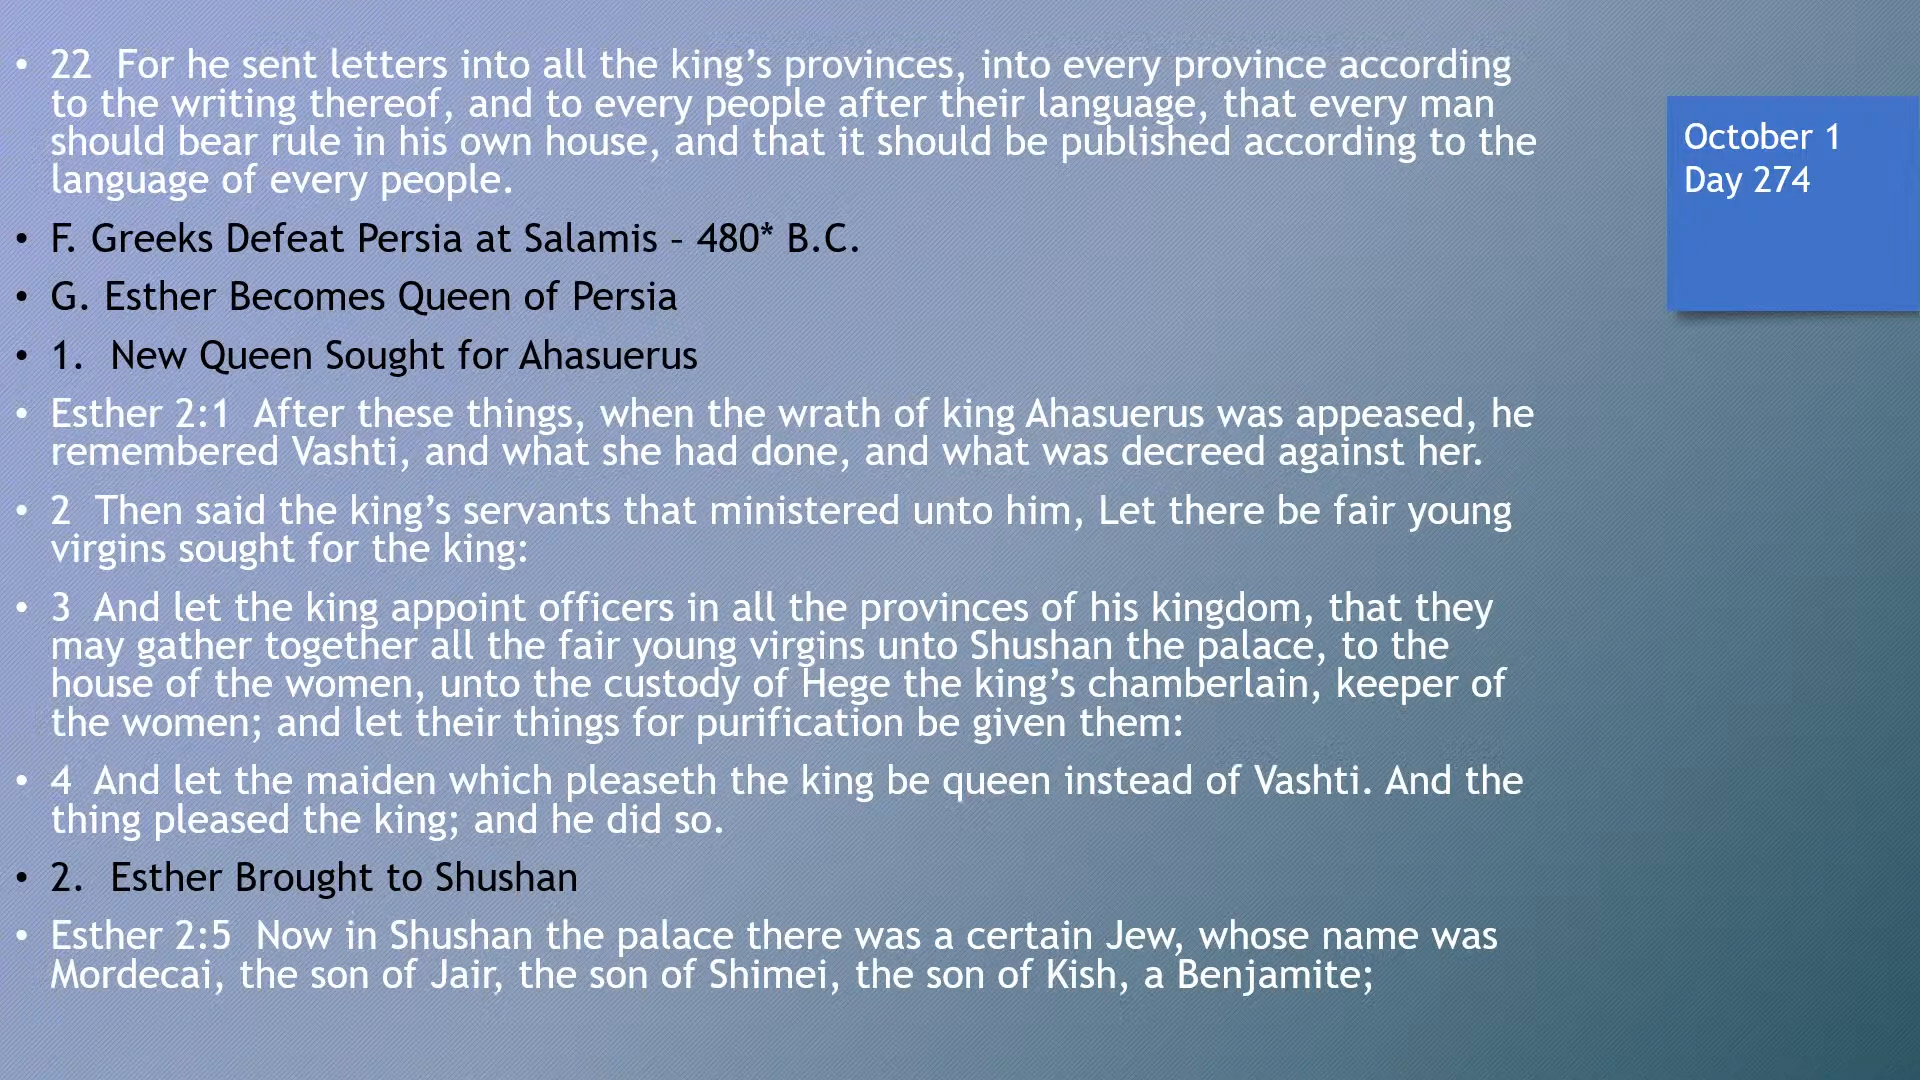 • 22  For he sent letters into all the king’s provinces, into every province according
to the writing thereof, and to every people after their language, that every man
should bear rule in his own house, and that it should be published according to the
language of every people.
• F. Greeks Defeat Persia at Salamis – 480* B.C.
• G. Esther Becomes Queen of Persia
• 1.  New Queen Sought for Ahasuerus
• Esther 2:1  After these things, when the wrath of king Ahasuerus was appeased, he
remembered Vashti, and what she had done, and what was decreed against her.
• 2  Then said the king’s servants that ministered unto him, Let there be fair young
virgins sought for the king:
• 3  And let the king appoint officers in all the provinces of his kingdom, that they
may gather together all the fair young virgins unto Shushan the palace, to the
house of the women, unto the custody of Hege the king’s chamberlain, keeper of
the women; and let their things for purification be given them:
• 4  And let the maiden which pleaseth the king be queen instead of Vashti. And the
thing pleased the king; and he did so.
• 2.  Esther Brought to Shushan
• Esther 2:5  Now in Shushan the palace there was a certain Jew, whose name was
Mordecai, the son of Jair, the son of Shimei, the son of Kish, a Benjamite;
October 1
Day 274